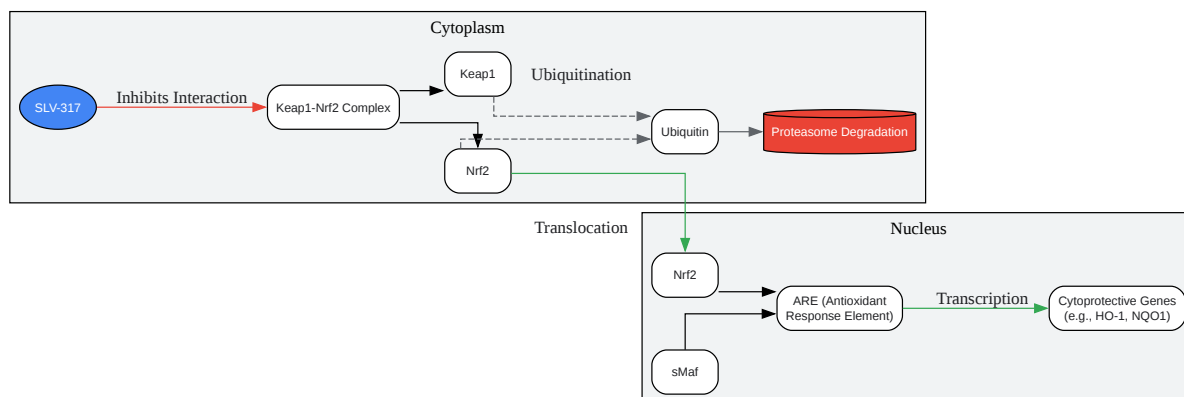 Cytoplasm
Keap1
Ubiquitination
SLV-317
Inhibits Interaction
Keap1-Nrf2 Complex
Ubiquitin
Proteasome Degradation
Nrf2
Translocation
Nucleus
Nrf2
ARE (Antioxidant
Response Element)
Transcription
Cytoprotective Genes
(e.g., HO-1, NQO1)
sMaf